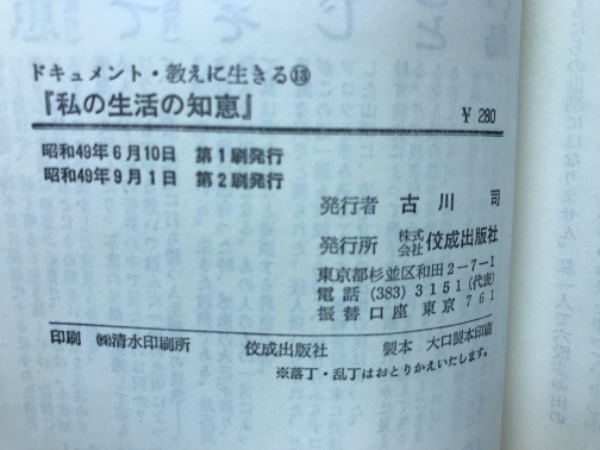 ドキュメント・教えに生きる⑬
『私の生活の知恵』
¥ 280
昭和49年6月10日 第1刷発行
昭和49年9月1日 第2刷発行
発行者 古川 司
発行所 株式会社 佼成出版社
東京都杉並区和田2-7-1
電話 (383) 3151 (代表)
振替口座 東京 761
印刷 ㈱清水印刷所 佼成出版社 製本 大口製本印刷
※落丁・乱丁はおとりかえいたします。